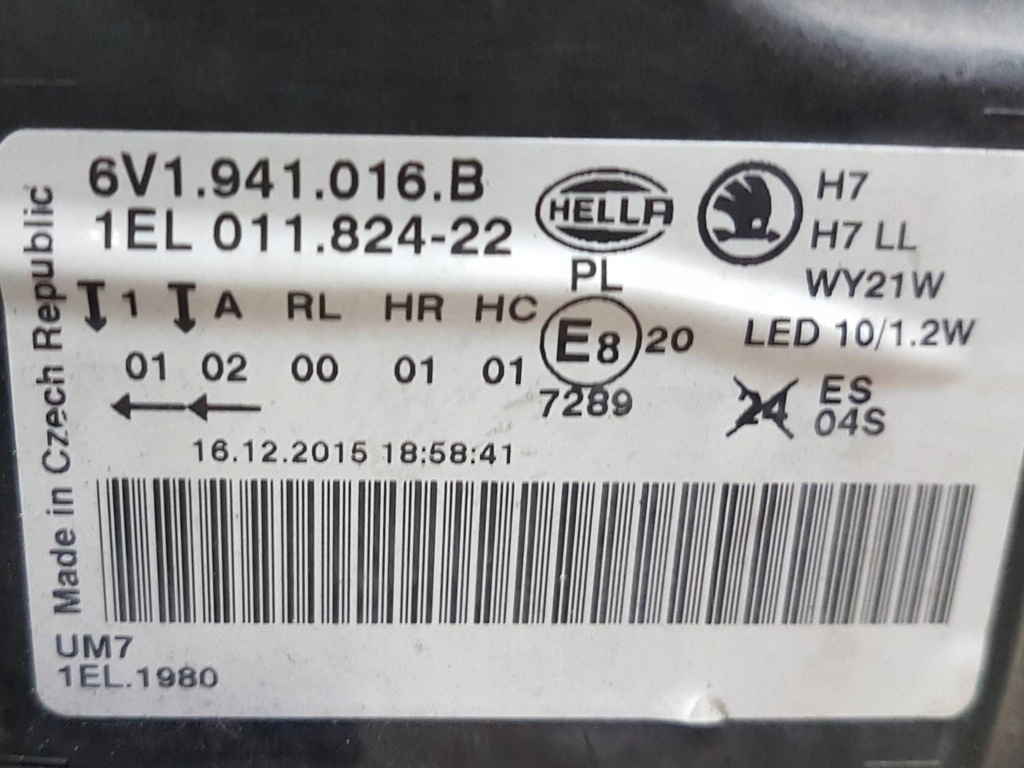 Made in Czech Republic
6V1.941.016.B
1EL 011.824-22
HELLA
PL
H7
H7 LL
WY21W
LED 10/1.2W
1 A RL HR HC
01 02 00 01 01
E8 20
7289
24
ES
04S
16.12.2015 18:58:41
UM7
1EL.1980